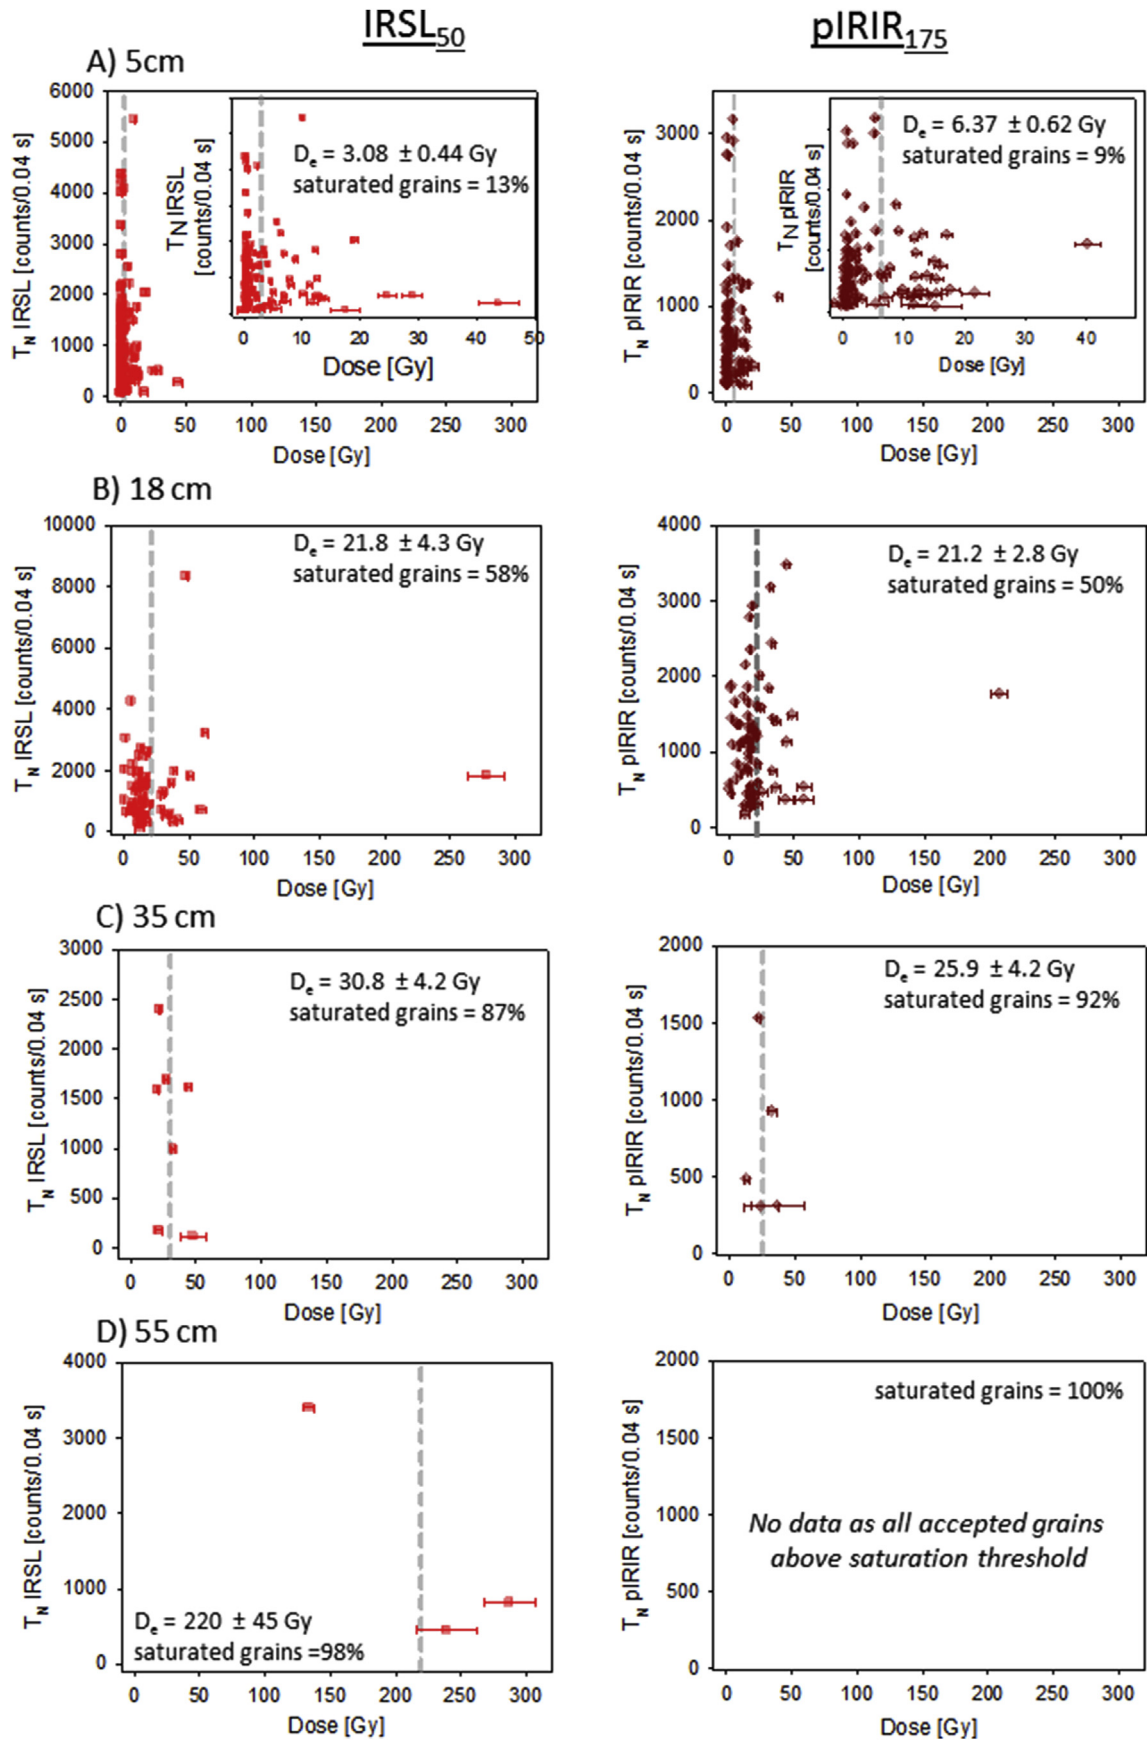 IRSL50
pIRIR175
A) 5cm
6000
5000
4000
3000
2000
1000
0
TN IRSL [counts/0.04 s]
TN IRSL
[counts/0.04 s]
De = 3.08 ± 0.44 Gy
saturated grains = 13%
0 10 20 30 40 50
Dose [Gy]
0 50 100 150 200 250 300
Dose [Gy]
3000
2000
1000
0
TN pIRIR [counts/0.04 s]
TN pIRIR
[counts/0.04 s]
De = 6.37 ± 0.62 Gy
saturated grains = 9%
0 10 20 30 40
Dose [Gy]
0 50 100 150 200 250 300
Dose [Gy]
B) 18 cm
10000
8000
6000
4000
2000
0
TN IRSL [counts/0.04 s]
De = 21.8 ± 4.3 Gy
saturated grains = 58%
0 50 100 150 200 250 300
Dose [Gy]
4000
3000
2000
1000
0
TN pIRIR [counts/0.04 s]
De = 21.2 ± 2.8 Gy
saturated grains = 50%
0 50 100 150 200 250 300
Dose [Gy]
C) 35 cm
3000
2500
2000
1500
1000
500
0
TN IRSL [counts/0.04 s]
De = 30.8 ± 4.2 Gy
saturated grains = 87%
0 50 100 150 200 250 300
Dose [Gy]
2000
1500
1000
500
0
TN pIRIR [counts/0.04 s]
De = 25.9 ± 4.2 Gy
saturated grains = 92%
0 50 100 150 200 250 300
Dose [Gy]
D) 55 cm
4000
3000
2000
1000
0
TN IRSL [counts/0.04 s]
De = 220 ± 45 Gy
saturated grains =98%
0 50 100 150 200 250 300
Dose [Gy]
2000
1500
1000
500
0
TN pIRIR [counts/0.04 s]
saturated grains = 100%
No data as all accepted grains
above saturation threshold
0 50 100 150 200 250 300
Dose [Gy]